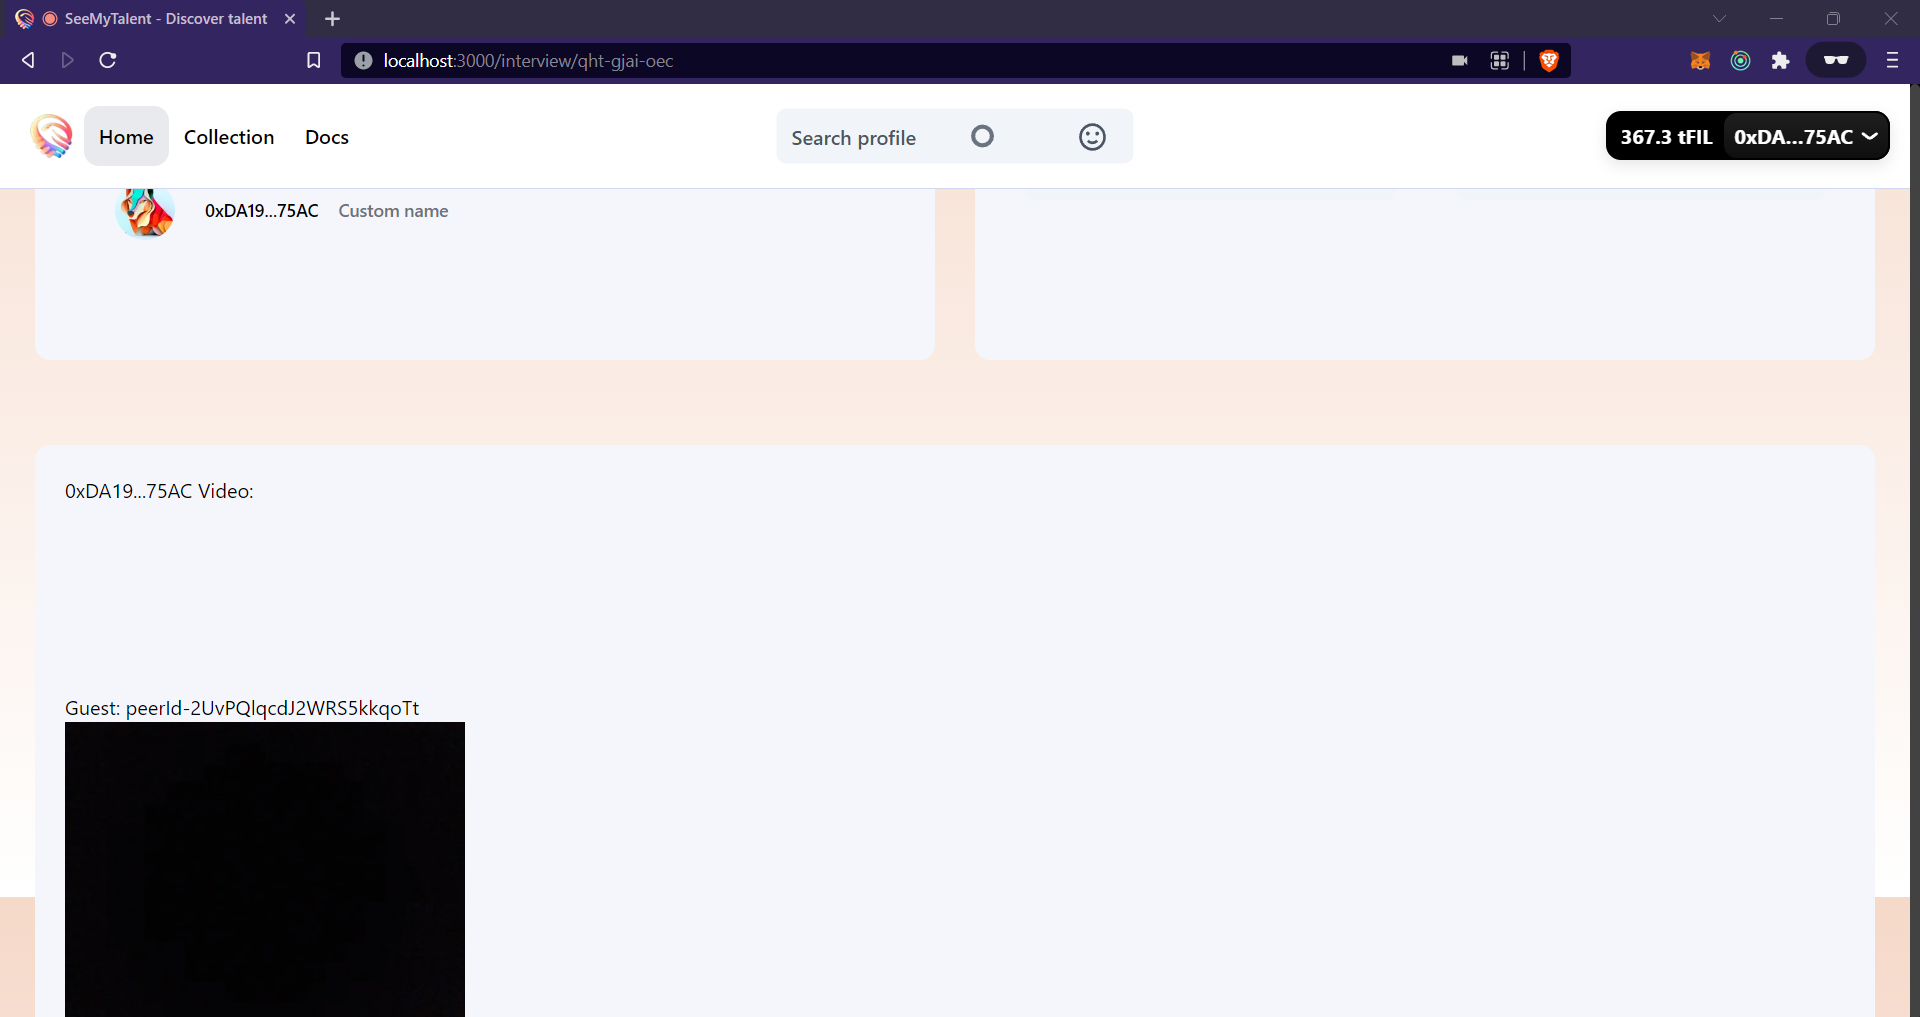 SeeMyTalent - Discover talent
localhost:3000/interview/qht-gjai-oec
Home Collection Docs Search profile 367.3 tFIL 0xDA...75AC
0xDA19...75AC Custom name
0xDA19...75AC Video:
Guest: peerId-2UvPQlqcdJ2WRS5kkqoTt